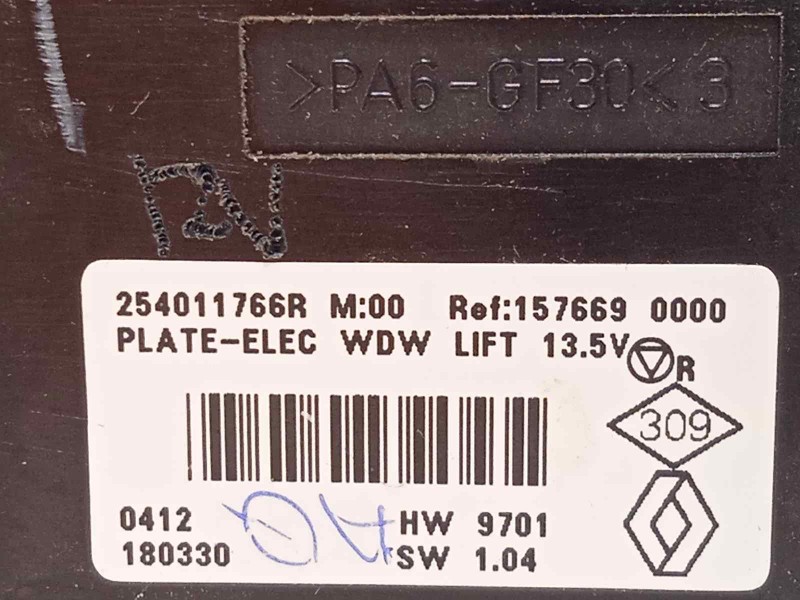 >PA6-GF30< 3
254011766R M:00 Ref:157669 0000
PLATE-ELEC WDW LIFT 13.5V
R
309
0412 HW 9701
180330 SW 1.04